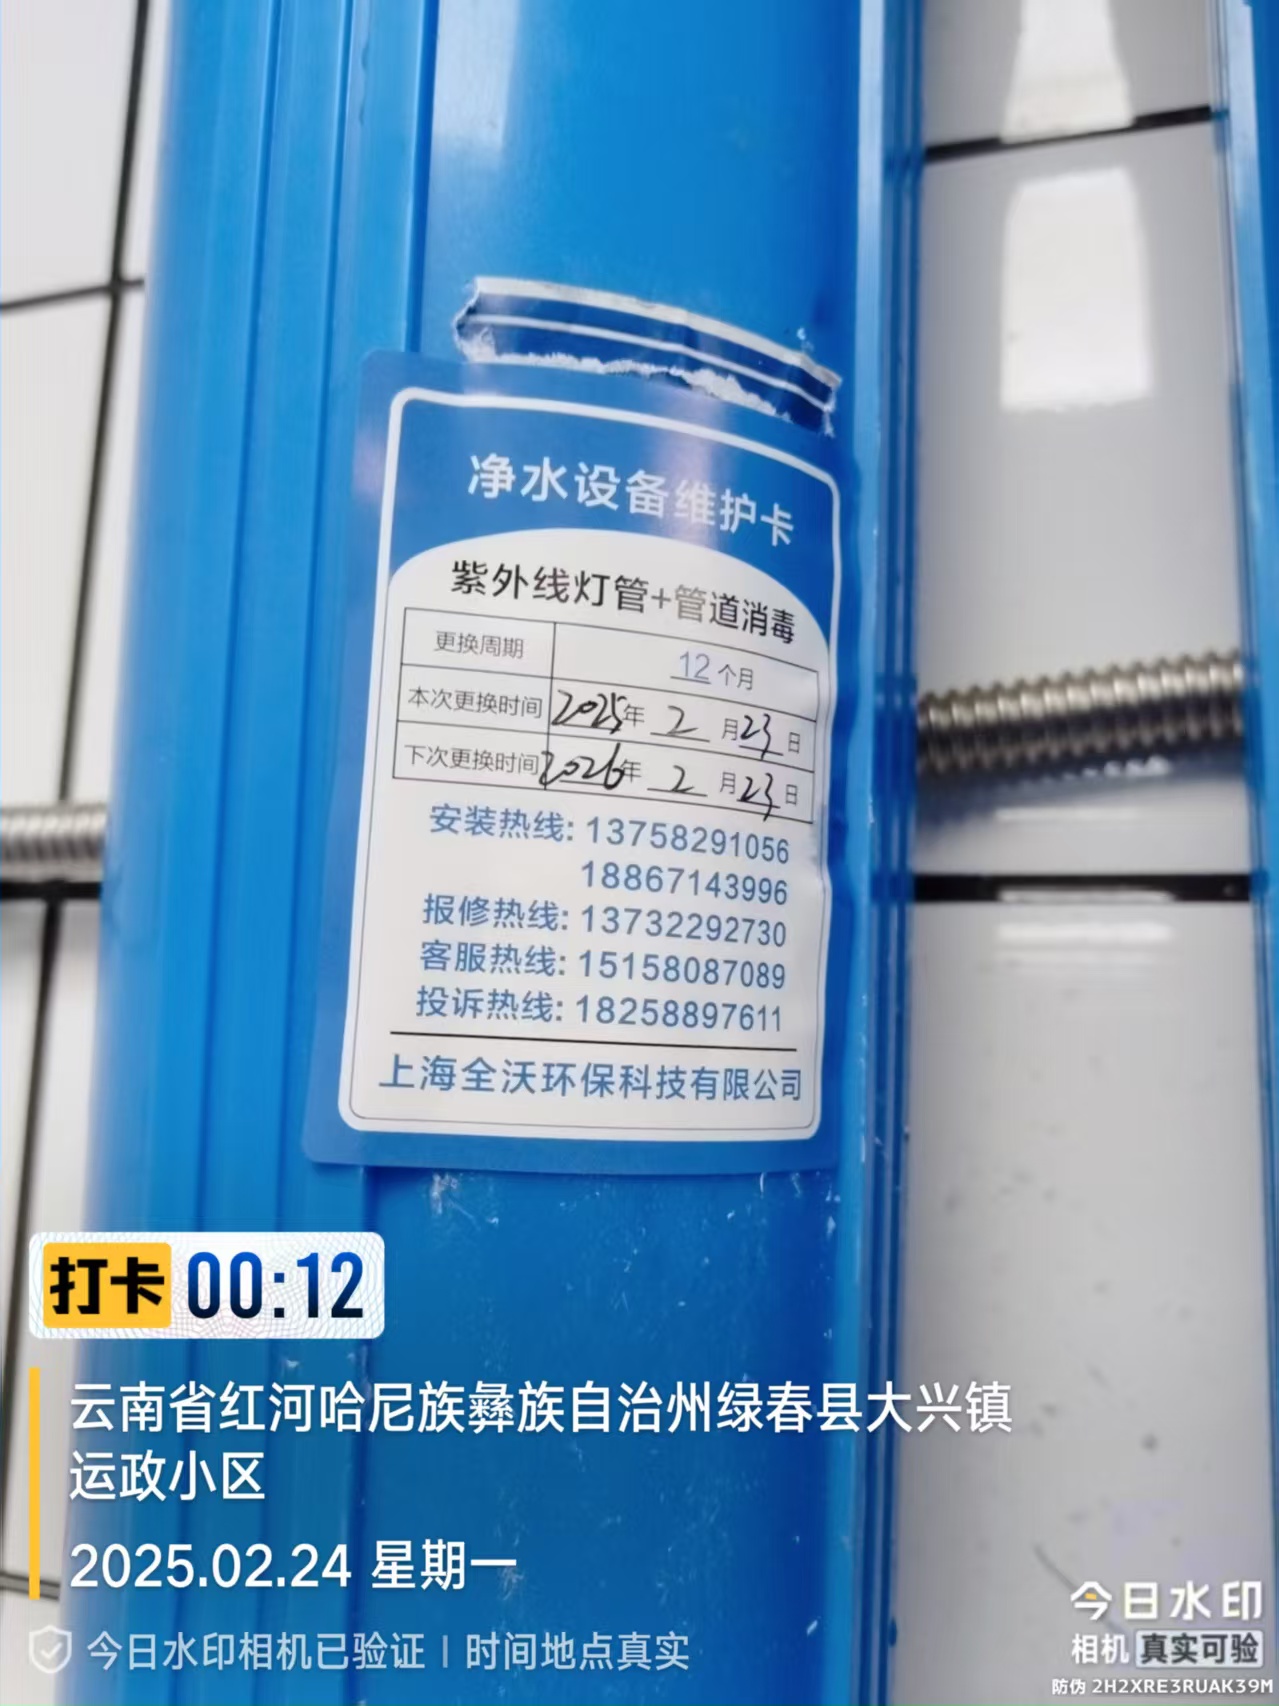 净水设备维护卡
紫外线灯管+管道消毒
更换周期 12个月
本次更换时间 2025年 2 月23日
下次更换时间 2026年 2 月23日
安装热线: 13758291056
18867143996
报修热线: 13732292730
客服热线: 15158087089
投诉热线: 18258897611
上海全沃环保科技有限公司
打卡 00:12
云南省红河哈尼族彝族自治州绿春县大兴镇
运政小区
2025.02.24 星期一
今日水印相机已验证 | 时间地点真实
今日水印
相机 真实可验
防伪 2H2XRE3RUAK39M